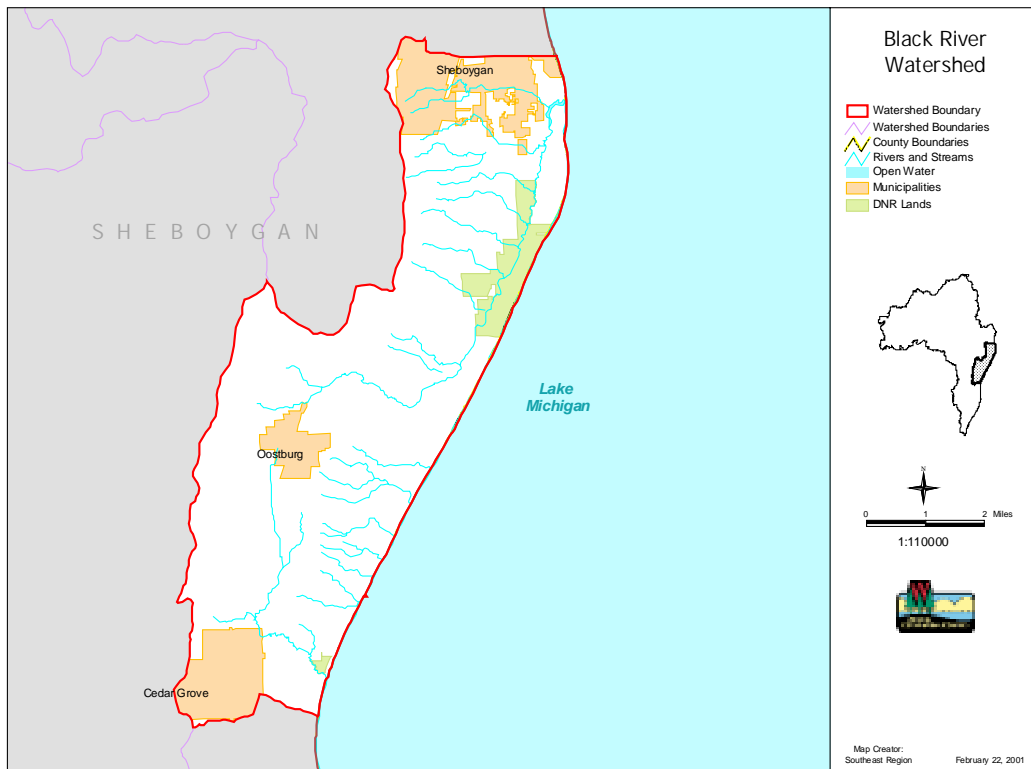 Black River
Watershed
Watershed Boundary
Watershed Boundaries
County Boundaries
Rivers and Streams
Open Water
Municipalities
DNR Lands
Sheboygan
SHEBOYGAN
Lake
Michigan
Oostburg
Cedar Grove
N
0 1 2 Miles
1:110000
W
Map Creator:
Southeast Region February 22, 2001